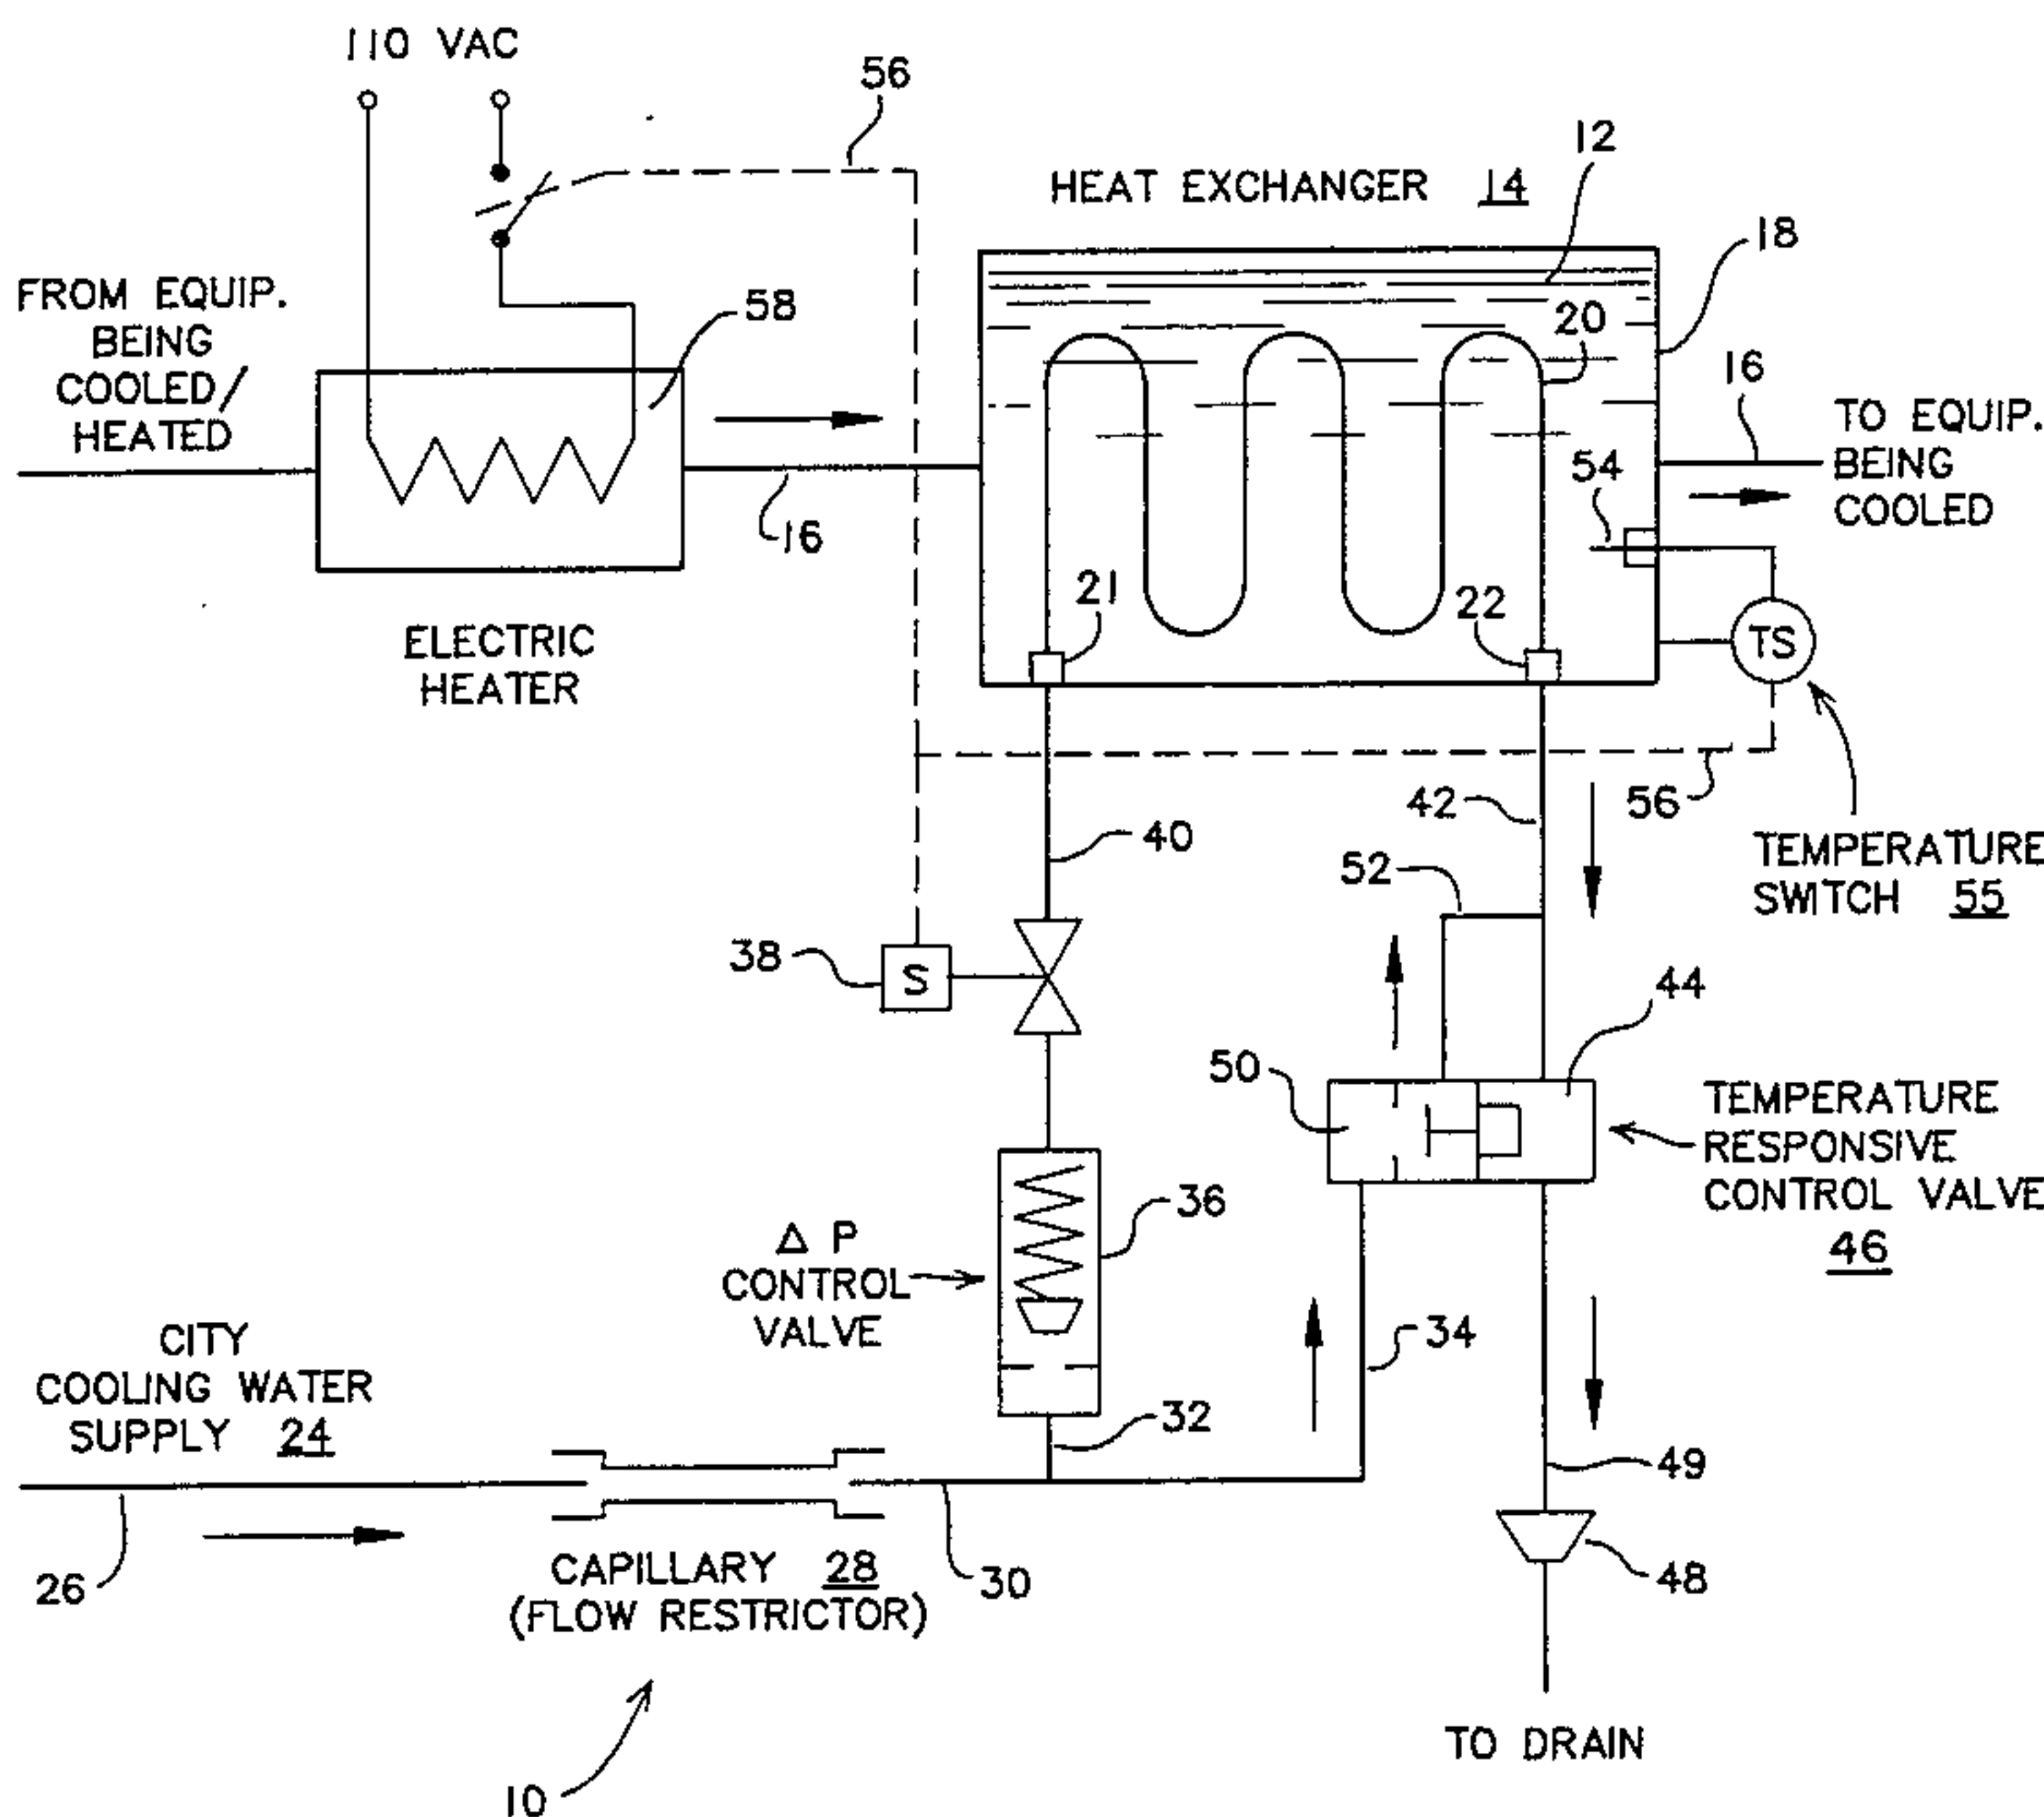 110 VAC
56
12
HEAT EXCHANGER 14
18
FROM EQUIP.
BEING
COOLED/
HEATED
58
20
16
TO EQUIP.
BEING
COOLED
54
16
21
22
TS
ELECTRIC
HEATER
56
42
40
TEMPERATURE
SWITCH 55
52
38
S
44
50
TEMPERATURE
RESPONSIVE
CONTROL VALVE
46
36
Δ P
CONTROL
VALVE
34
CITY
COOLING WATER
SUPPLY 24
32
49
26
CAPILLARY 28
(FLOW RESTRICTOR)
30
48
TO DRAIN
10